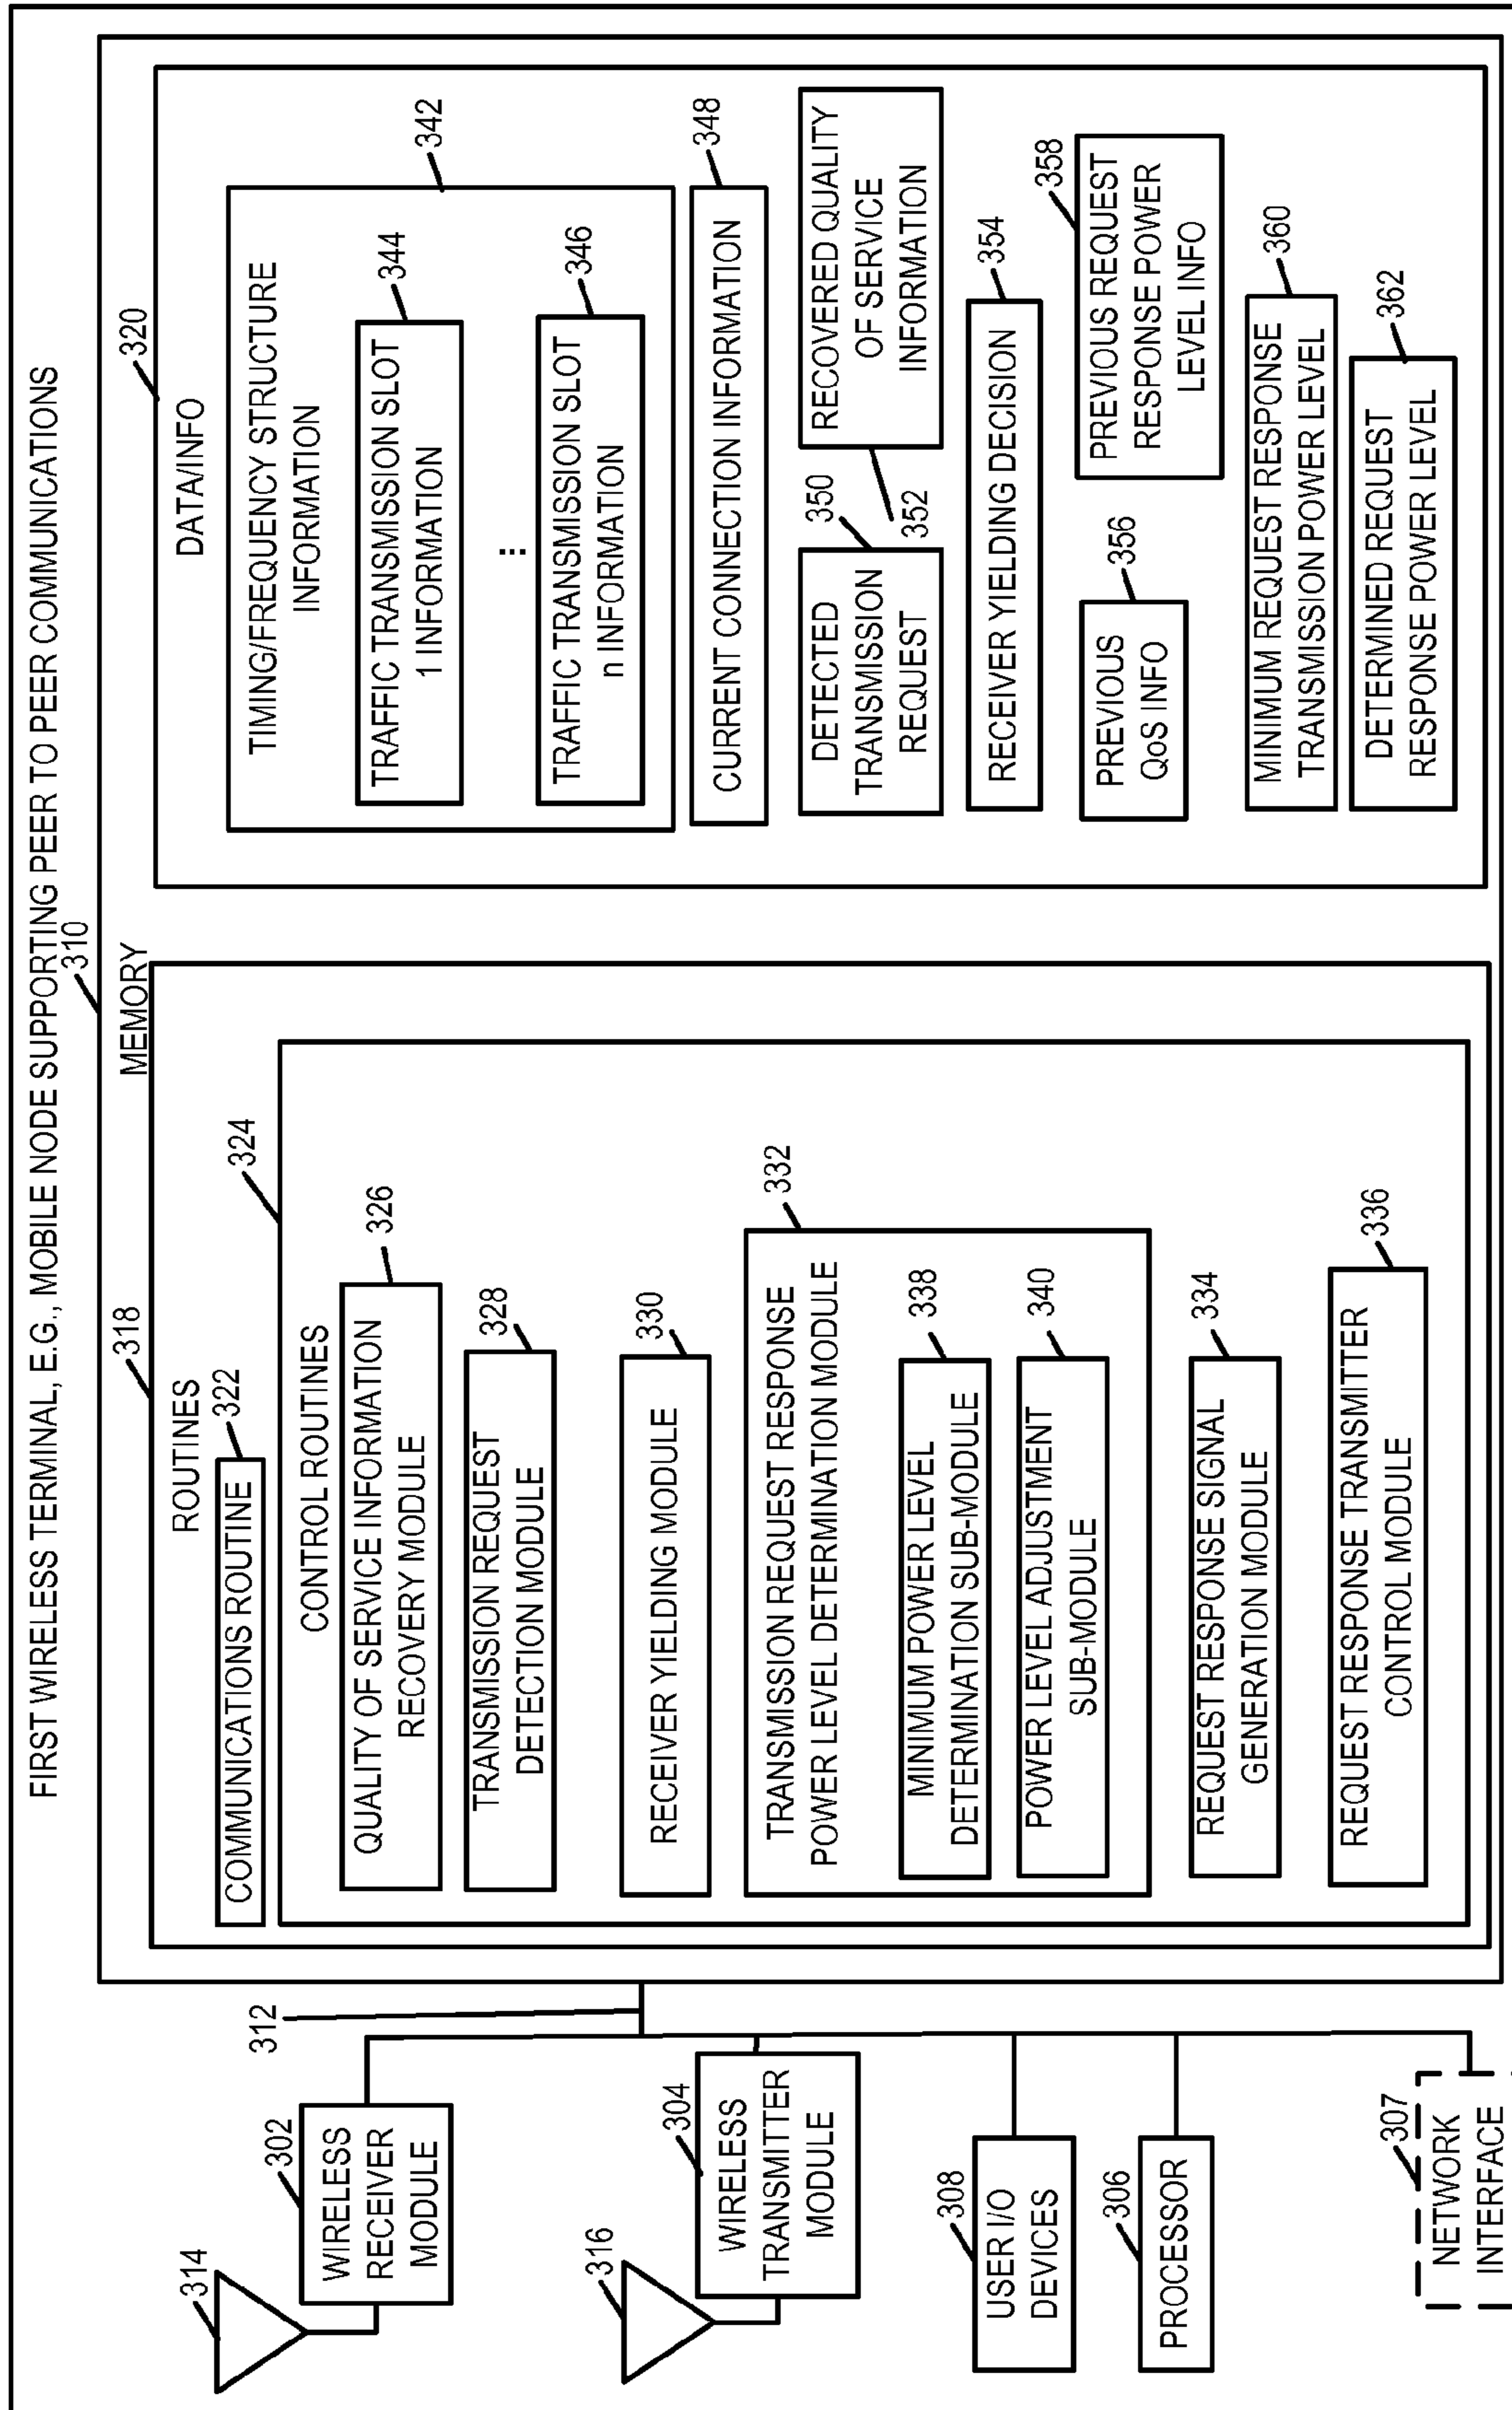 FIRST WIRELESS TERMINAL, E.G., MOBILE NODE SUPPORTING PEER TO PEER COMMUNICATIONS
310
314
302
WIRELESS
RECEIVER
MODULE
316
304
WIRELESS
TRANSMITTER
MODULE
308
USER I/O
DEVICES
306
PROCESSOR
307
NETWORK
INTERFACE
312
MEMORY
318
ROUTINES
322
COMMUNICATIONS ROUTINE
324
CONTROL ROUTINES
326
QUALITY OF SERVICE INFORMATION
RECOVERY MODULE
328
TRANSMISSION REQUEST
DETECTION MODULE
330
RECEIVER YIELDING MODULE
332
TRANSMISSION REQUEST RESPONSE
POWER LEVEL DETERMINATION MODULE
338
MINIMUM POWER LEVEL
DETERMINATION SUB-MODULE
340
POWER LEVEL ADJUSTMENT
SUB-MODULE
334
REQUEST RESPONSE SIGNAL
GENERATION MODULE
336
REQUEST RESPONSE TRANSMITTER
CONTROL MODULE
320
DATA/INFO
342
TIMING/FREQUENCY STRUCTURE
INFORMATION
344
TRAFFIC TRANSMISSION SLOT
1 INFORMATION
...
346
TRAFFIC TRANSMISSION SLOT
n INFORMATION
348
CURRENT CONNECTION INFORMATION
350
DETECTED
TRANSMISSION
REQUEST
352
RECOVERED QUALITY
OF SERVICE
INFORMATION
354
RECEIVER YIELDING DECISION
356
PREVIOUS
QoS INFO
358
PREVIOUS REQUEST
RESPONSE POWER
LEVEL INFO
360
MINIMUM REQUEST RESPONSE
TRANSMISSION POWER LEVEL
362
DETERMINED REQUEST
RESPONSE POWER LEVEL